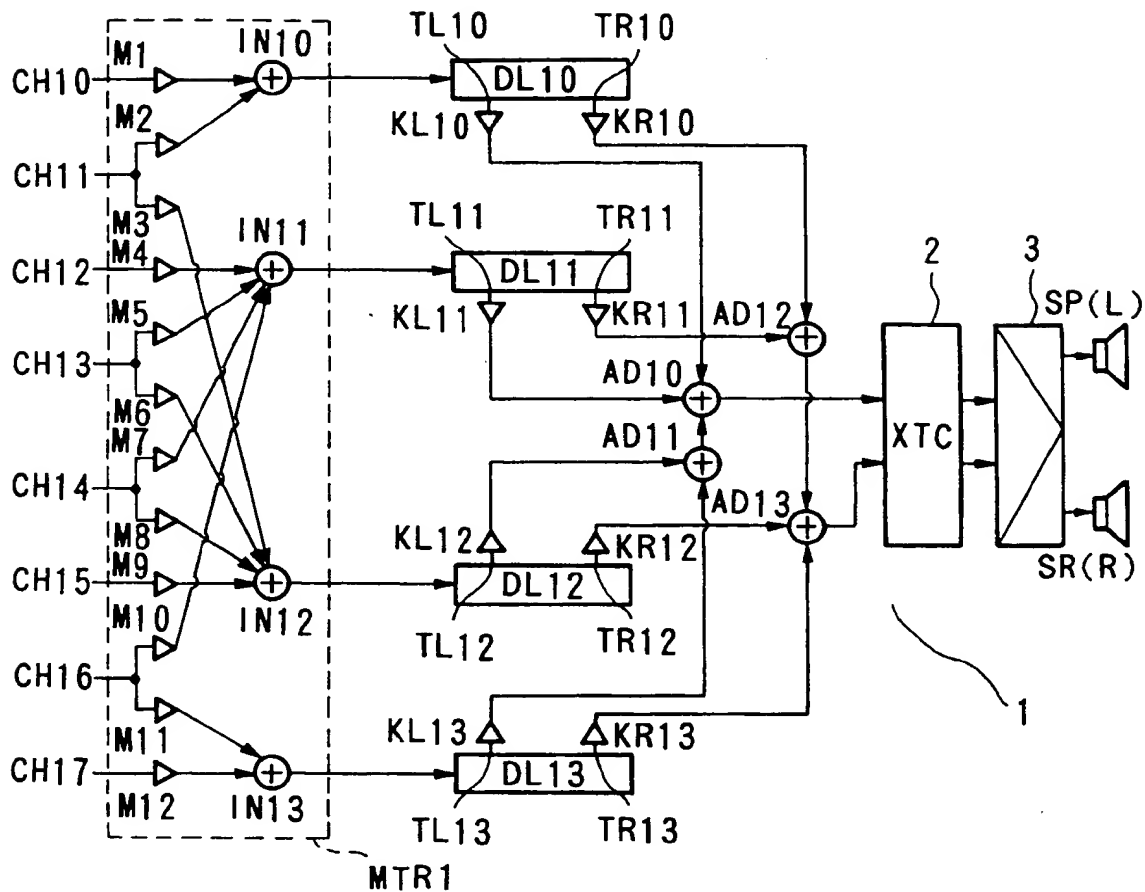 TL10 TR10
M1 IN10
CH10 DL10
M2 KL10 KR10
CH11
M3 IN11 TL11 TR11
M4
CH12 DL11 2 3 SP(L)
M5 KL11 KR11 AD12
CH13
AD10
M6 XTC
M7 AD11
CH14
M8 KL12 KR12 AD13
M9 SR(R)
CH15 DL12
M10 IN12
TL12 TR12
CH16
KL13 KR13 1
M11
CH17 DL13
M12 IN13
TL13 TR13
MTR1